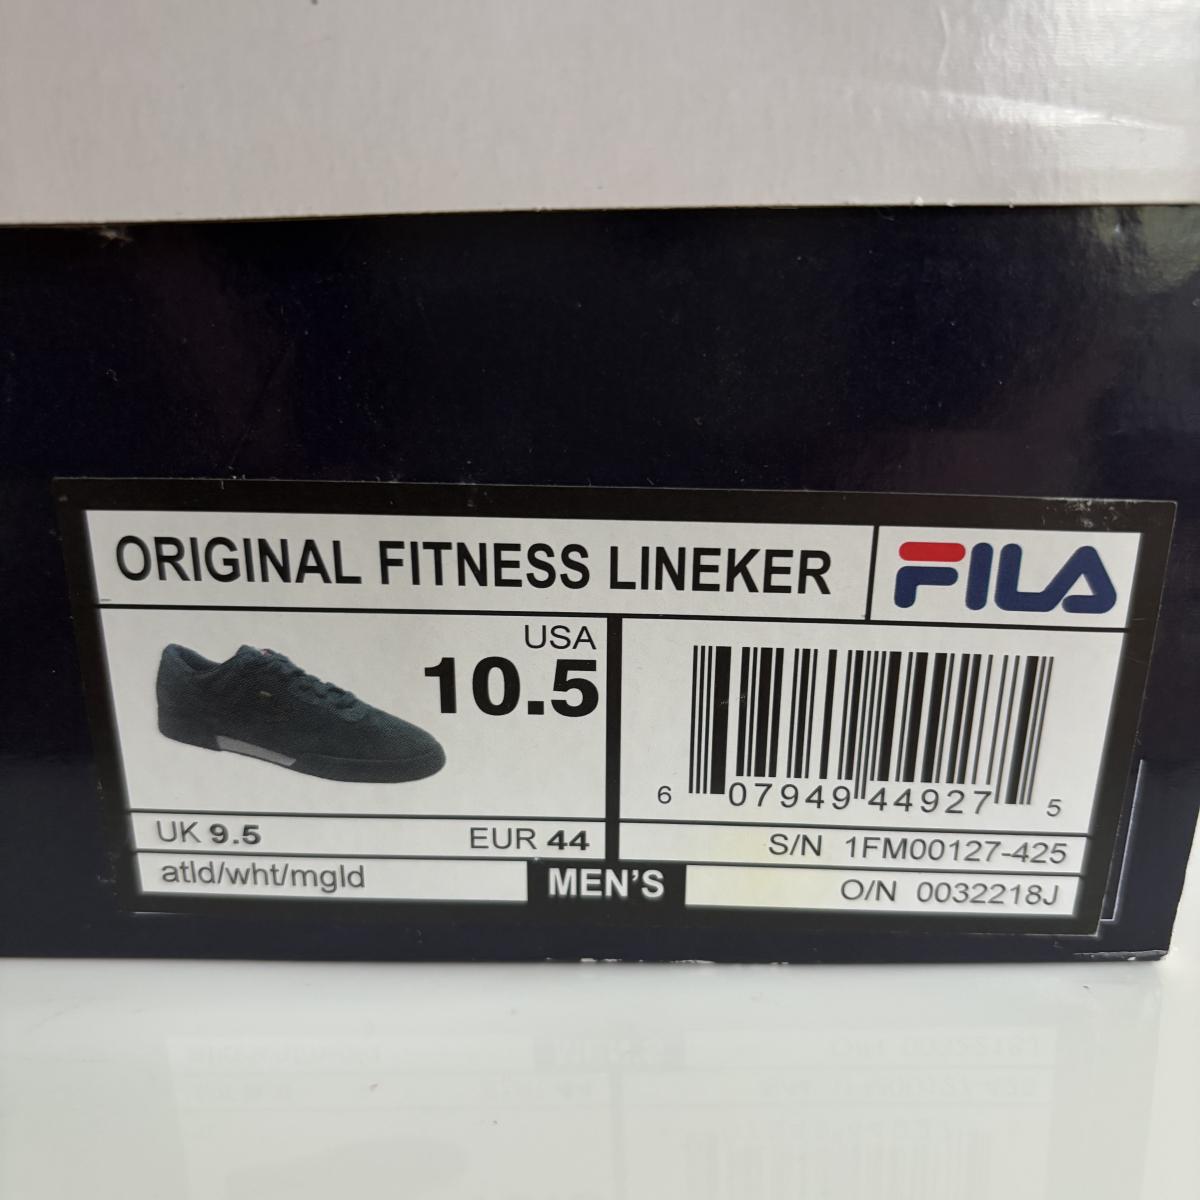 ORIGINAL FITNESS LINEKER
FILA
USA
10.5
6 07949 44927 5
UK 9.5 EUR 44
S/N 1FM00127-425
atld/wht/mgld
MEN'S
O/N 0032218J